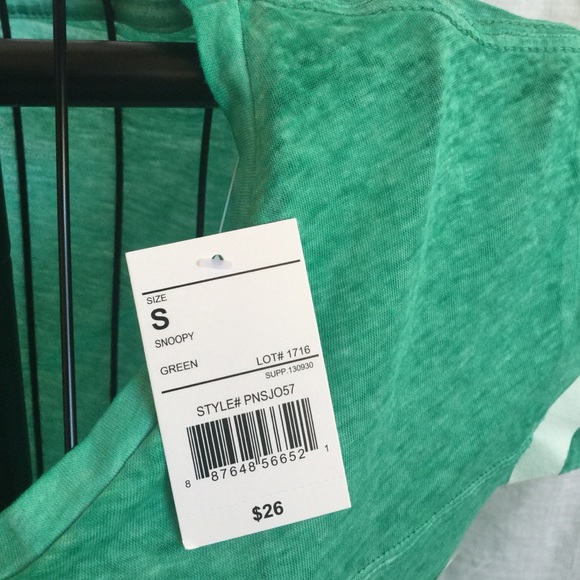 SIZE
S
SNOOPY
GREEN LOT# 1716
SUPP.130930
STYLE# PNSJO57
8 87648 56652 1
$26